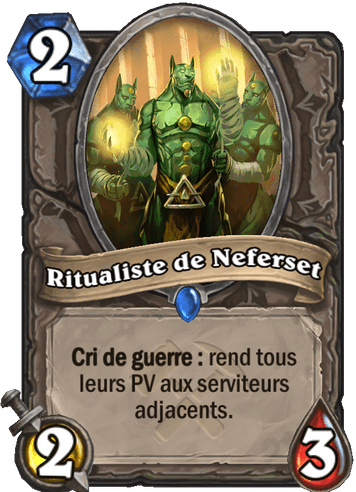 2
Ritualiste de Neferset
Cri de guerre : rend tous
leurs PV aux serviteurs
adjacents.
2
3